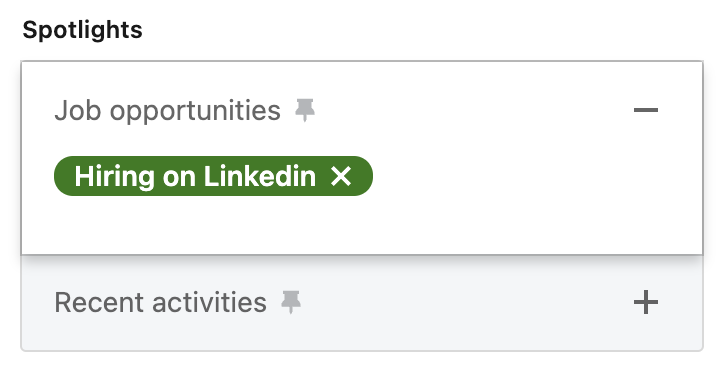 Spotlights
Job opportunities
Hiring on Linkedin
Recent activities